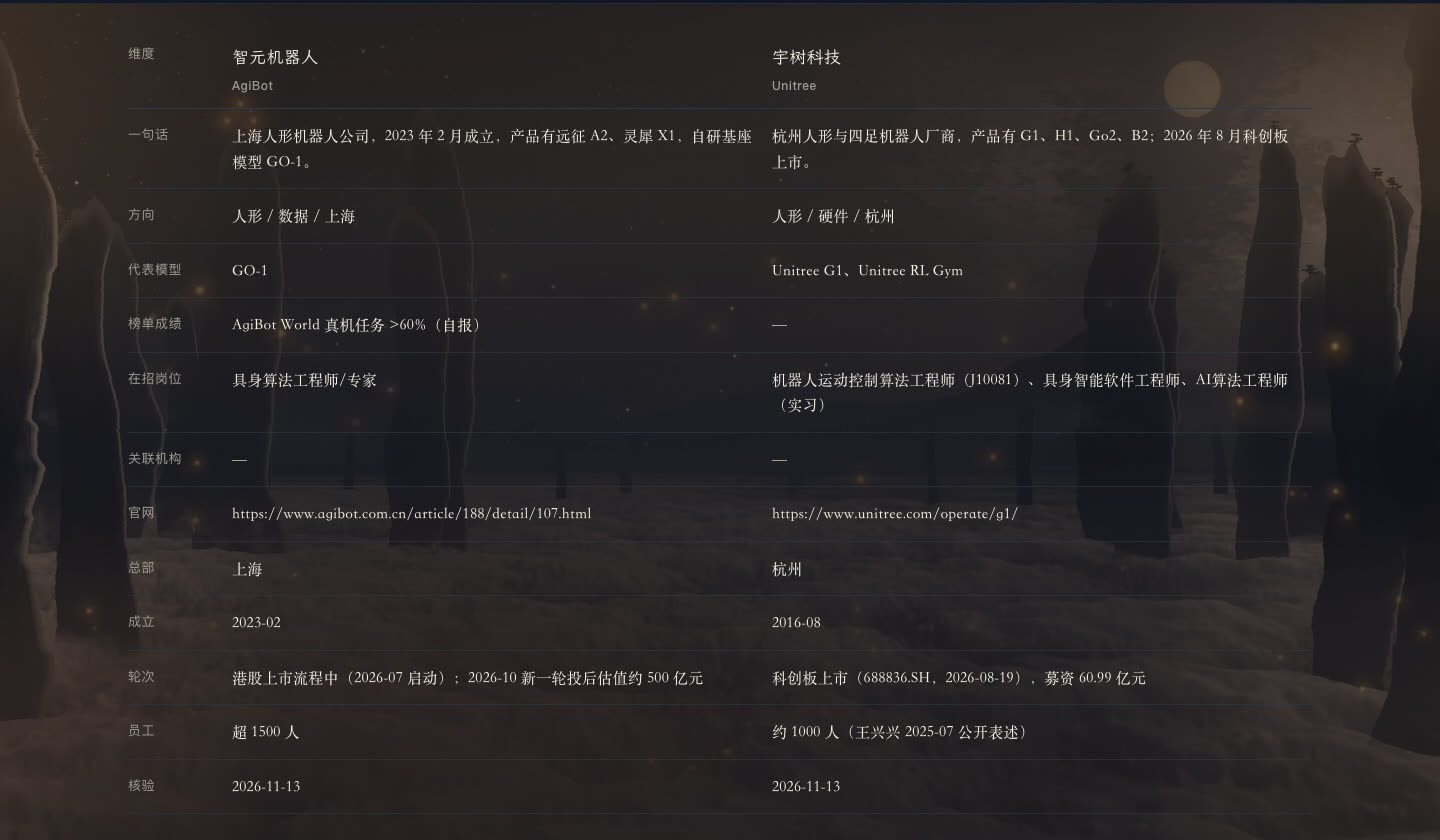 维度
智元机器人
宇树科技
AgiBot
Unitree
一句话
上海人形机器人公司，2023 年 2 月成立，产品有远征 A2、灵犀 X1，自研基座
模型 GO-1。
杭州人形与四足机器人厂商，产品有 G1、H1、Go2、B2；2026 年 8 月科创板
上市。
方向
人形 / 数据 / 上海
人形 / 硬件 / 杭州
代表模型
GO-1
Unitree G1、Unitree RL Gym
榜单成绩
AgiBot World 真机任务 >60%（自报）
—
在招岗位
具身算法工程师/专家
机器人运动控制算法工程师（J10081）、具身智能软件工程师、AI算法工程师
（实习）
关联机构
—
—
官网
https://www.agibot.com.cn/article/188/detail/107.html
https://www.unitree.com/operate/g1/
总部
上海
杭州
成立
2023-02
2016-08
轮次
港股上市流程中（2026-07 启动）；2026-10 新一轮投后估值约 500 亿元
科创板上市（688836.SH，2026-08-19），募资 60.99 亿元
员工
超 1500 人
约 1000 人（王兴兴 2025-07 公开表述）
核验
2026-11-13
2026-11-13